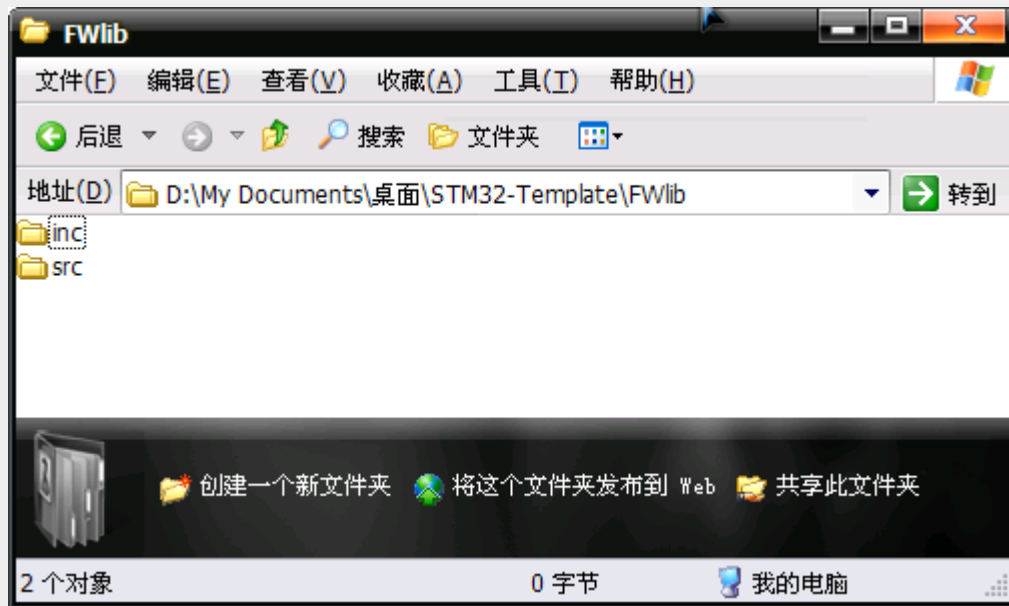 FWlib
文件(F) 编辑(E) 查看(V) 收藏(A) 工具(T) 帮助(H)
后退 搜索 文件夹
地址(D) D:\My Documents\桌面\STM32-Template\FWlib 转到
inc
src
创建一个新文件夹 将这个文件夹发布到 Web 共享此文件夹
2 个对象 0 字节 我的电脑